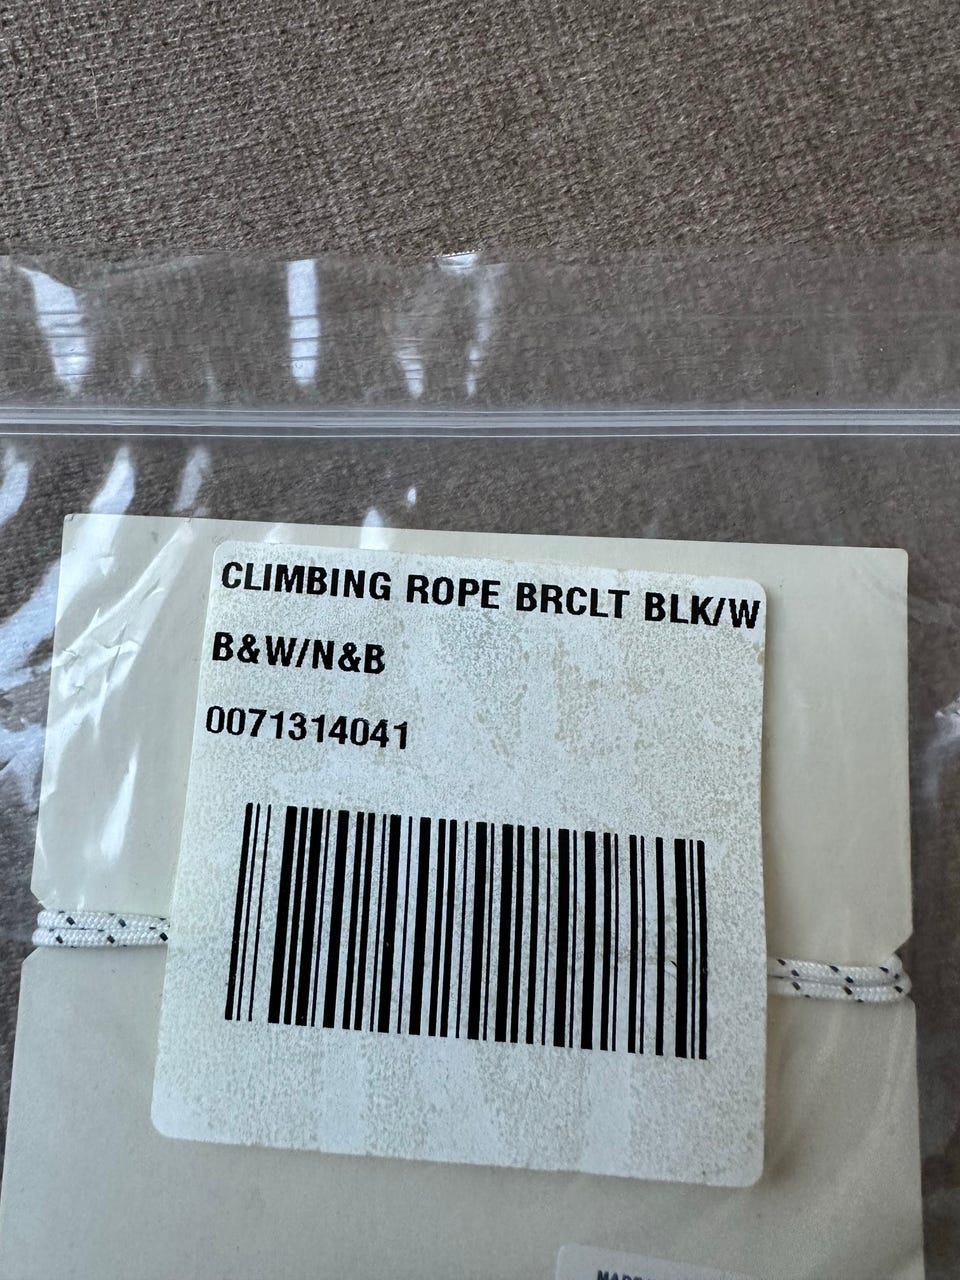 CLIMBING ROPE BRCLT BLK/W
B&W/N&B
0071314041